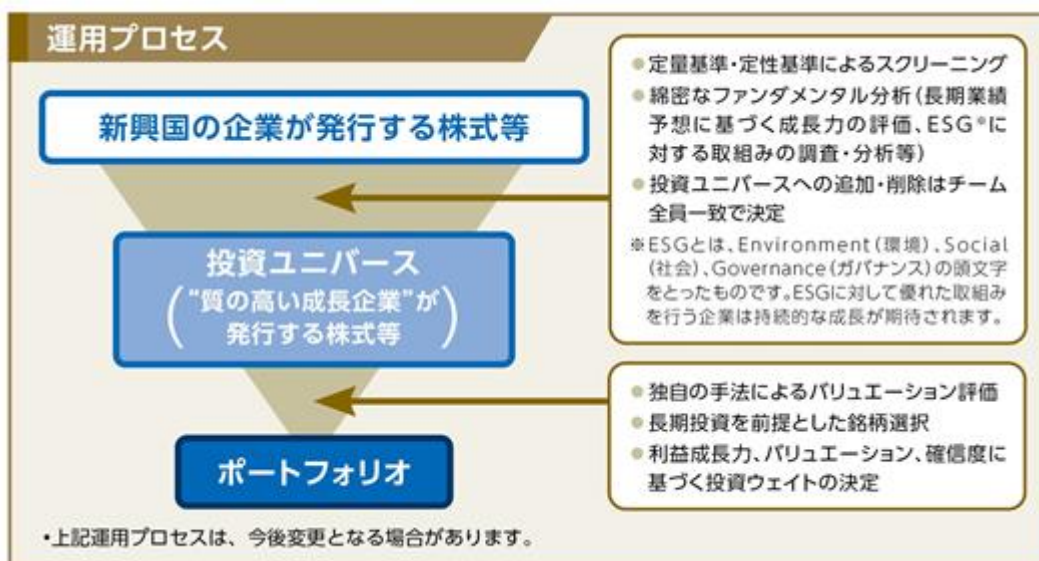 運用プロセス
新興国の企業が発行する株式等
●定量基準・定性基準によるスクリーニング
●綿密なファンダメンタル分析(長期業績
予想に基づく成長力の評価、ESG※に
対する取組みの調査・分析等)
●投資ユニバースへの追加・削除はチーム
全員一致で決定
※ESGとは、Environment(環境)、Social
(社会)、Governance(ガバナンス)の頭文字
をとったものです。ESGに対して優れた取組み
を行う企業は持続的な成長が期待されます。
投資ユニバース
(“質の高い成長企業”が
発行する株式等)
●独自の手法によるバリュエーション評価
●長期投資を前提とした銘柄選択
●利益成長力、バリュエーション、確信度に
基づく投資ウェイトの決定
ポートフォリオ
・上記運用プロセスは、今後変更となる場合があります。